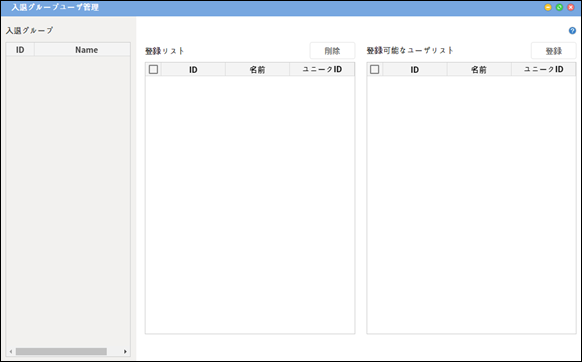 入退グループユーザ管理
入退グループ
ID Name
登録リスト 削除
ID 名前 ユニークID
登録可能なユーザリスト 登録
ID 名前 ユニークID